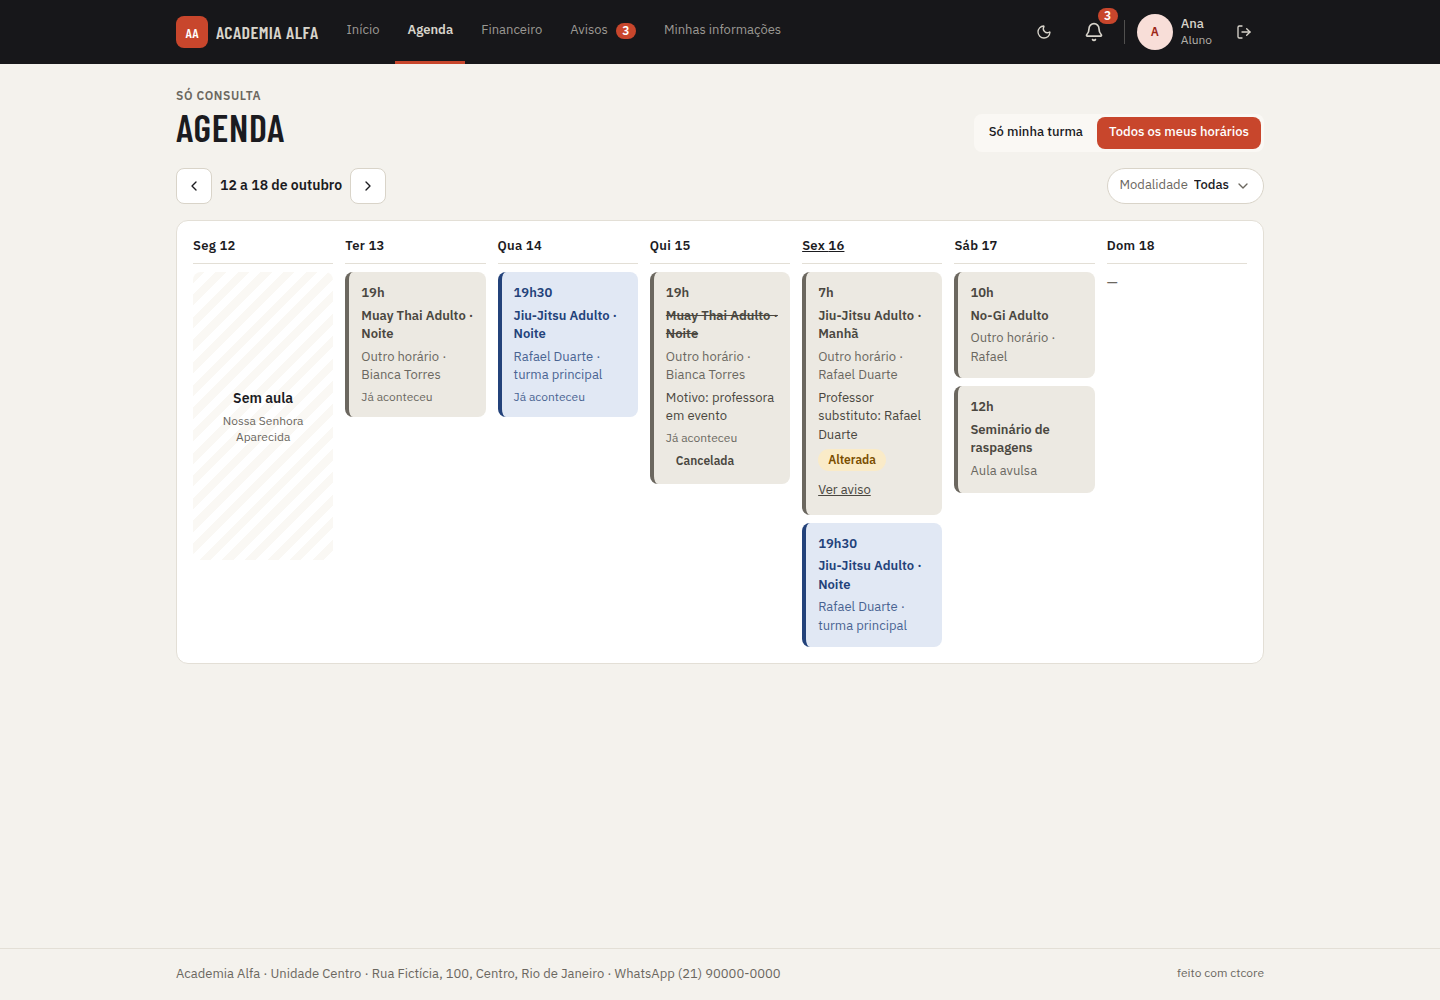 AA ACADEMIA ALFA Início Agenda Financeiro Avisos 3 Minhas informações 3 A Ana
Aluno
SÓ CONSULTA
AGENDA
Só minha turma Todos os meus horários
12 a 18 de outubro
Modalidade Todas
Seg 12
Sem aula
Nossa Senhora
Aparecida
Ter 13
19h
Muay Thai Adulto ·
Noite
Outro horário ·
Bianca Torres
Já aconteceu
Qua 14
19h30
Jiu-Jitsu Adulto ·
Noite
Rafael Duarte ·
turma principal
Já aconteceu
Qui 15
19h
Muay Thai Adulto ·
Noite
Outro horário ·
Bianca Torres
Motivo: professora
em evento
Já aconteceu
Cancelada
Sex 16
7h
Jiu-Jitsu Adulto ·
Manhã
Outro horário ·
Rafael Duarte
Professor
substituto: Rafael
Duarte
Alterada
Ver aviso
19h30
Jiu-Jitsu Adulto ·
Noite
Rafael Duarte ·
turma principal
Sáb 17
10h
No-Gi Adulto
Outro horário ·
Rafael
12h
Seminário de
raspagens
Aula avulsa
Dom 18
—
Academia Alfa · Unidade Centro · Rua Fictícia, 100, Centro, Rio de Janeiro · WhatsApp (21) 90000-0000
feito com ctcore